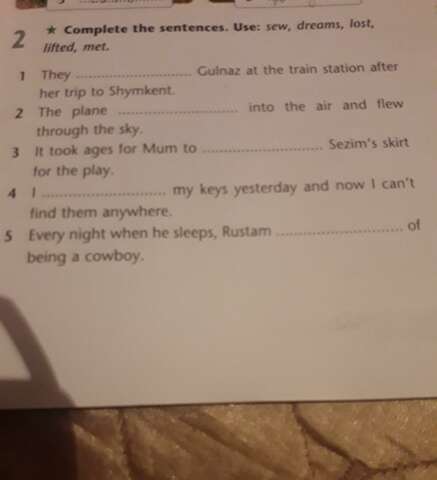 2 ★ Complete the sentences. Use: sew, dreams, lost,
lifted, met.
1 They ............................ Gulnaz at the train station after
her trip to Shymkent.
2 The plane ............................ into the air and flew
through the sky.
3 It took ages for Mum to ............................ Sezim's skirt
for the play.
4 I ............................ my keys yesterday and now I can't
find them anywhere.
5 Every night when he sleeps, Rustam ............................ of
being a cowboy.